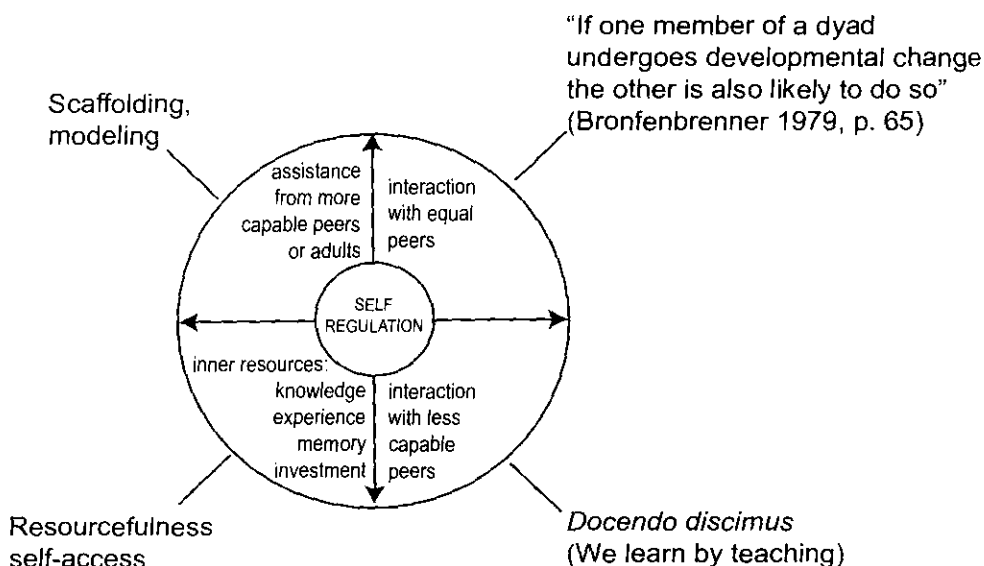 “If one member of a dyad
undergoes developmental change
the other is also likely to do so”
(Bronfenbrenner 1979, p. 65)
Scaffolding,
modeling
assistance
from more
capable peers
or adults
interaction
with equal
peers
SELF
REGULATION
inner resources:
knowledge
experience
memory
investment
interaction
with less
capable
peers
Resourcefulness
self-access
Docendo discimus
(We learn by teaching)